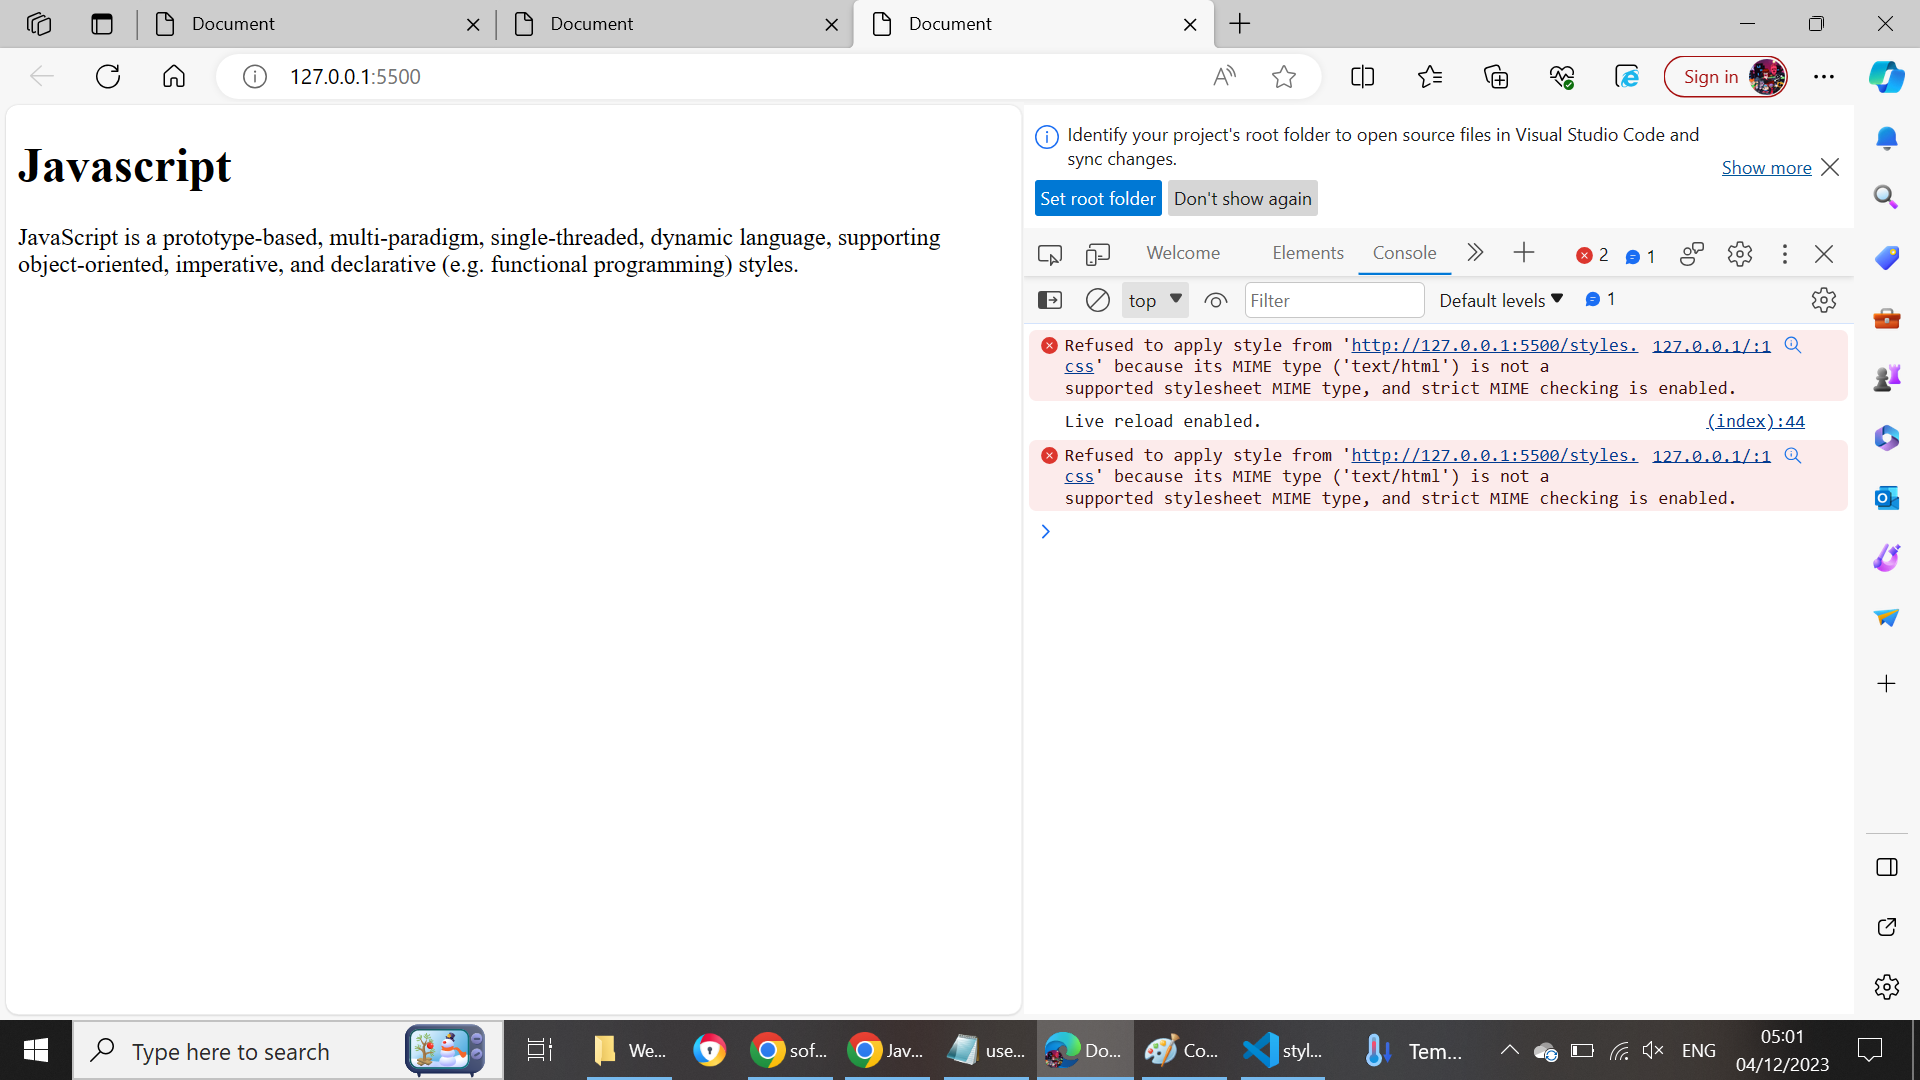 Document
Document
Document
127.0.0.1:5500
Sign in
Javascript
JavaScript is a prototype-based, multi-paradigm, single-threaded, dynamic language, supporting
object-oriented, imperative, and declarative (e.g. functional programming) styles.
Identify your project's root folder to open source files in Visual Studio Code and
sync changes.
Show more
Set root folder
Don't show again
Welcome
Elements
Console
2
1
top
Filter
Default levels
1
Refused to apply style from 'http://127.0.0.1:5500/styles. 127.0.0.1/:1
css' because its MIME type ('text/html') is not a
supported stylesheet MIME type, and strict MIME checking is enabled.
Live reload enabled. (index):44
Refused to apply style from 'http://127.0.0.1:5500/styles. 127.0.0.1/:1
css' because its MIME type ('text/html') is not a
supported stylesheet MIME type, and strict MIME checking is enabled.
Type here to search
We...
sof...
Jav...
use...
Do...
Co...
styl...
Tem...
ENG
05:01
04/12/2023